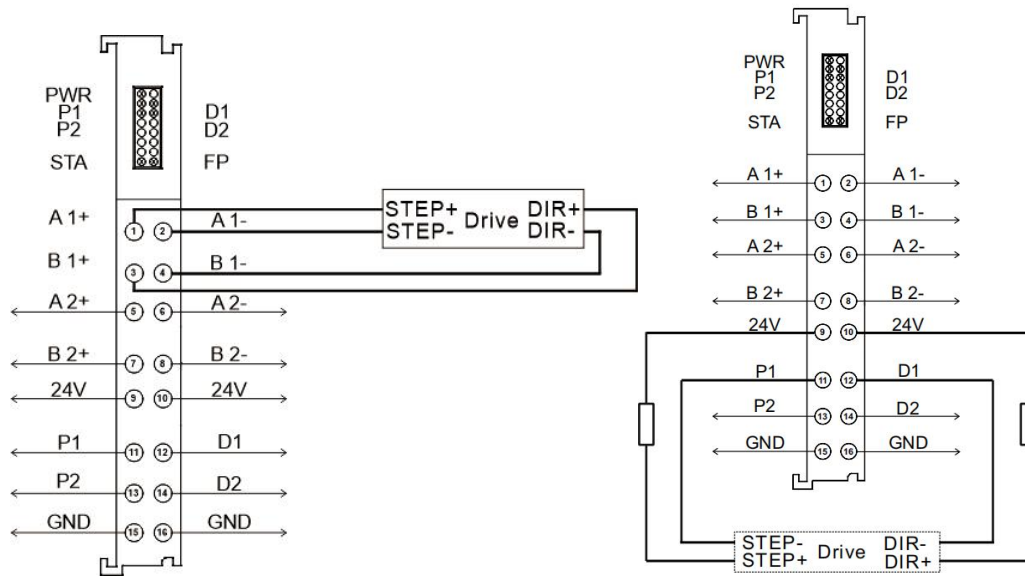 PWR
P1 D1
P2 D2
STA FP
A 1+ 1 2 A 1-
STEP+ Drive DIR+
STEP- DIR-
B 1+ 3 4 B 1-
A 2+ 5 6 A 2-
B 2+ 7 8 B 2-
24V 9 10 24V
P1 11 12 D1
P2 13 14 D2
GND 15 16 GND
PWR
P1 D1
P2 D2
STA FP
A 1+ 1 2 A 1-
B 1+ 3 4 B 1-
A 2+ 5 6 A 2-
B 2+ 7 8 B 2-
24V 9 10 24V
P1 11 12 D1
P2 13 14 D2
GND 15 16 GND
STEP- Drive DIR-
STEP+ DIR+